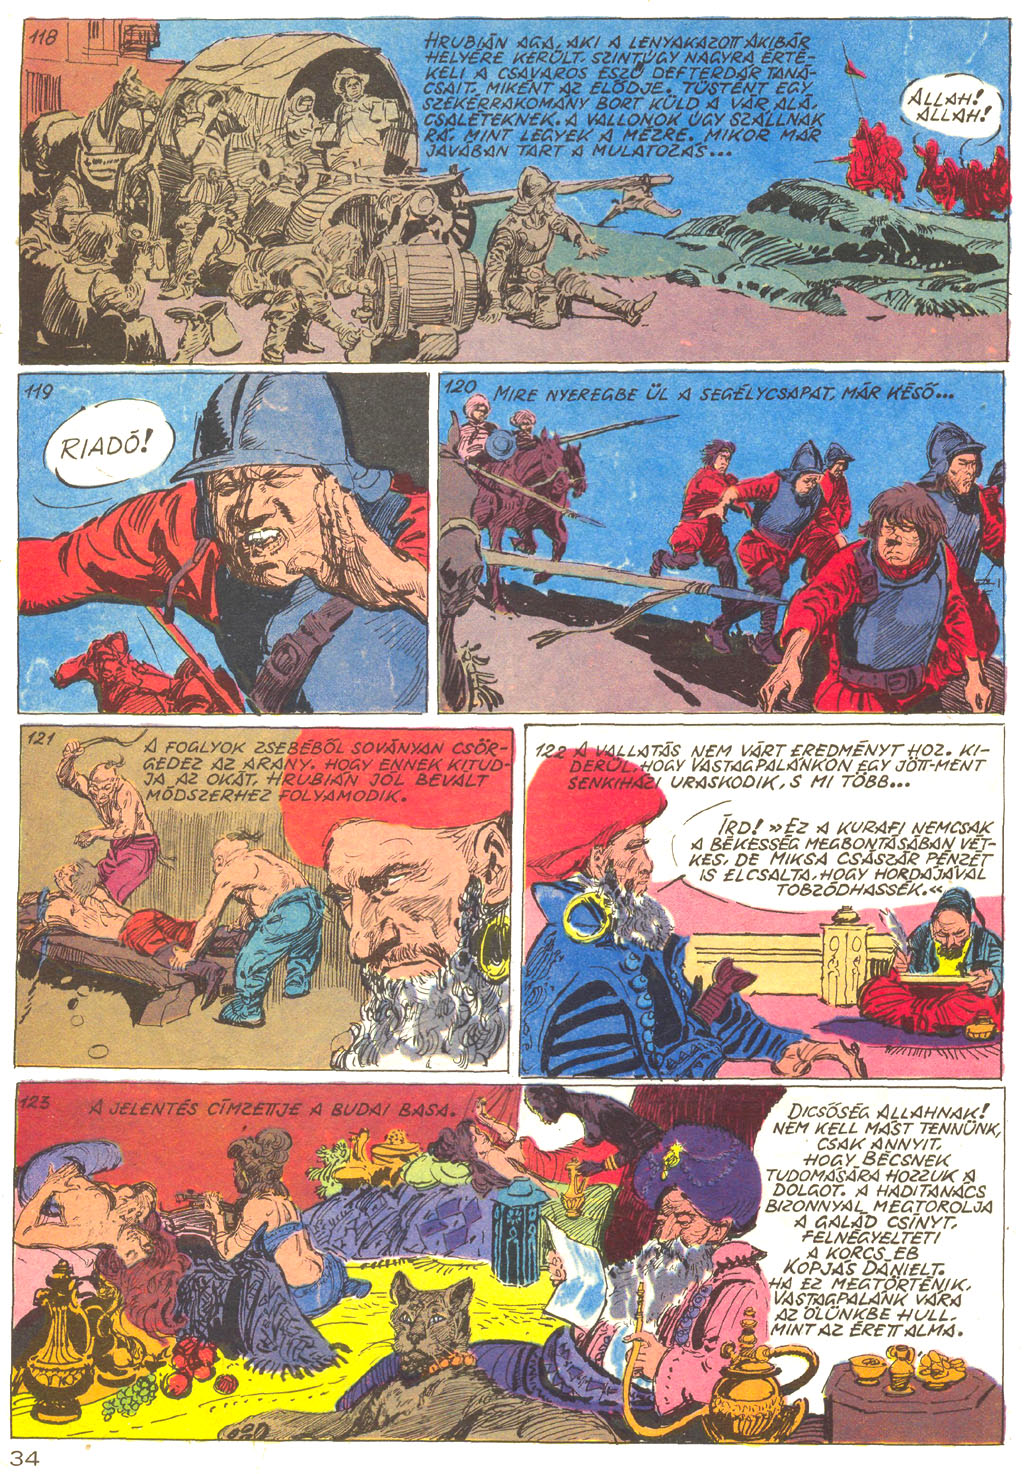 118
HRUBIÁN AGA, AKI A LENYAKAZOTT AKIBÁR
HELYÉRE KERÜLT, SZINTÚGY NAGYRA ÉRTÉ-
KELI A CSAVAROS ESZŰ DEFTERDÁR TANÁ-
CSAIT, MIKÉNT AZ ELŐDJE. TÜSTÉNT EGY
SZEKÉRRAKOMÁNY BORT KÜLD A VÁR ALÁ,
CSALÉTEKNEK. A VALLONOK ÚGY SZÁLLNAK
RÁ, MINT LEGYEK A MÉZRE. MIKOR MÁR
JAVÁBAN TART A MULATOZÁS...
ALLAH!
ALLAH!
119
RIADÓ!
120
MIRE NYEREGBE ÜL A SEGÉLYCSAPAT, MÁR KÉSŐ...
121
A FOGLYOK ZSEBÉBŐL SOVÁNYAN CSÖR-
GEDEZ AZ ARANY. HOGY ENNEK KITUD-
JA AZ OKÁT, HRUBIÁN JÓL BEVÁLT
MÓDSZERHEZ FOLYAMODIK.
122
A VALLATÁS NEM VÁRT EREDMÉNYT HOZ. KI-
DERÜL, HOGY VASTAGPALÁNKON EGY JÖTT-MENT
SENKIHÁZI URASKODIK, S MI TÖBB...
ÍRD! »EZ A KURAFI NEMCSAK
A BÉKESSÉG MEGBONTÁSÁBAN VÉT-
KES, DE MIKSA CSÁSZÁR PÉNZÉT
IS ELCSALTA, HOGY HORDÁJÁVAL
TOBZÓDHASSÉK.«
123
A JELENTÉS CÍMZETTJE A BUDAI BASA.
DICSŐSÉG ALLAHNAK!
NEM KELL MÁST TENNÜNK,
CSAK ANNYIT,
HOGY BÉCSNEK
TUDOMÁSÁRA HOZZUK A
DOLGOT. A HADITANÁCS
BIZONNYAL MEGTOROLJA
A GALÁD CSÍNYT.
FELNÉGYELTETI
A KORCS EB
KOPJÁS DÁNIELT.
HA EZ MEGTÖRTÉNIK,
VASTAGPALÁNK VÁRA
AZ ÖLÜNKBE HULL,
MINT AZ ÉRETT ALMA.
34